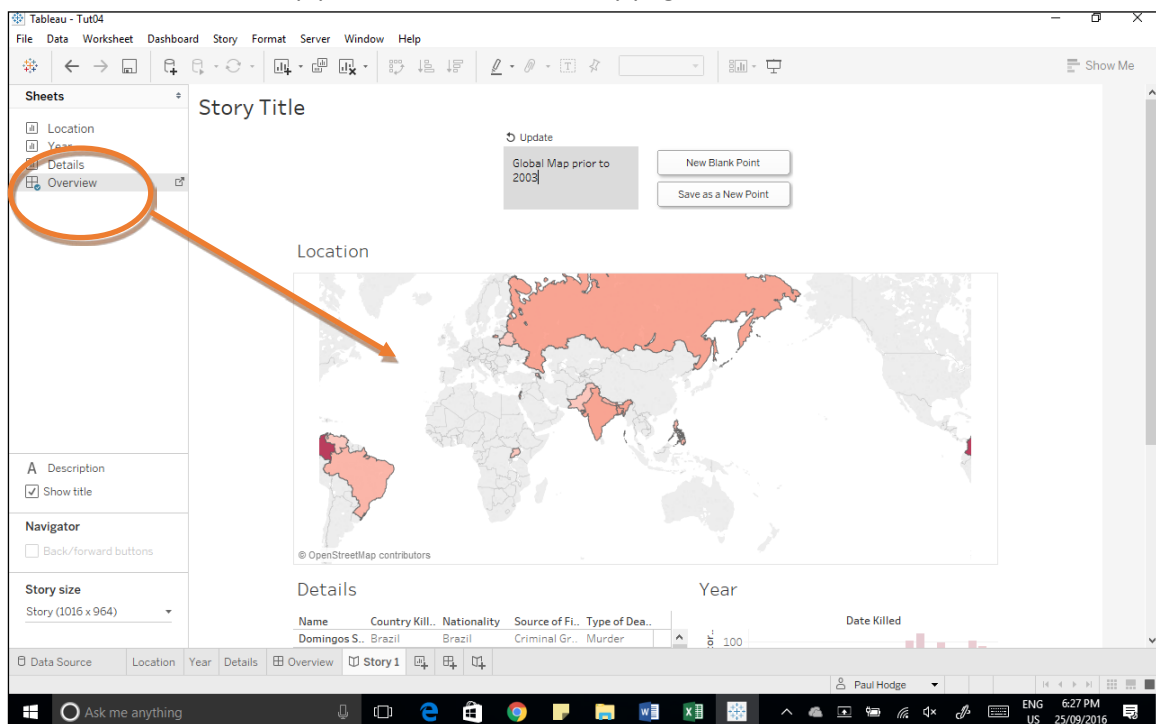 Tableau - Tut04
File Data Worksheet Dashboard Story Format Server Window Help
Show Me
Sheets
Story Title
Location
Details
Overview
Update
Global Map prior to
2003
New Blank Point
Save as a New Point
Location
© OpenStreetMap contributors
A Description
Show title
Navigator
Back/forward buttons
Story size
Story (1016 x 964)
Details
Year
Name Country Kill.. Nationality Source of Fi.. Type of Dea..
Domingos S.. Brazil Brazil Criminal Gr.. Murder
Date Killed
100
Data Source Location Year Details Overview Story 1
Paul Hodge
Ask me anything
ENG
US
6:27 PM
25/09/2016